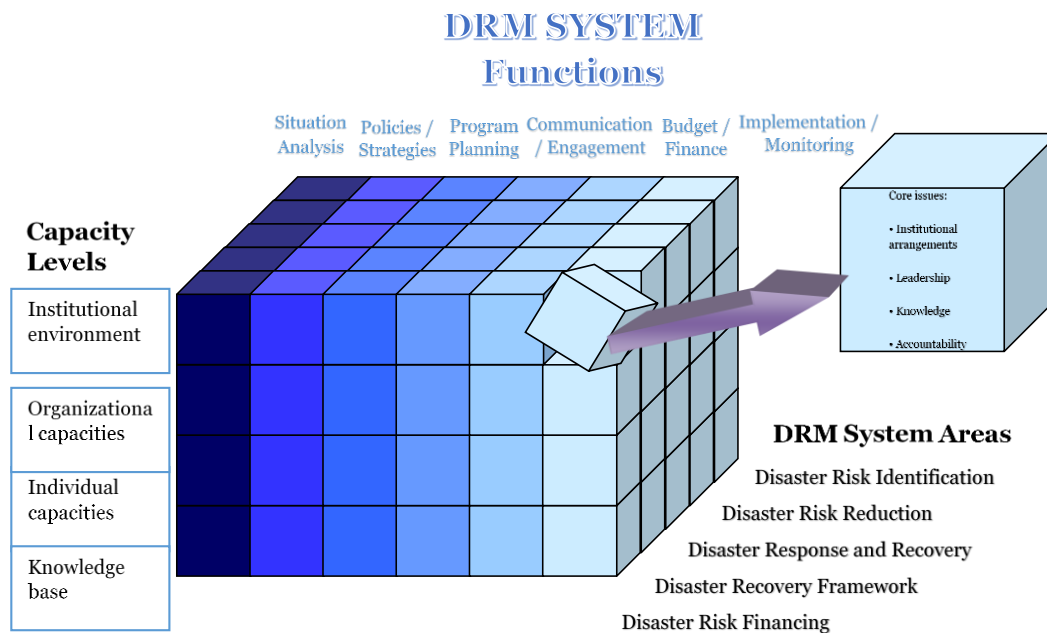 DRM SYSTEM
Functions
Situation
Analysis
Policies /
Strategies
Program
Planning
Communication
/ Engagement
Budget /
Finance
Implementation /
Monitoring
Capacity
Levels
Institutional
environment
Organizationa
l capacities
Individual
capacities
Knowledge
base
Core issues:
• Institutional
arrangements
• Leadership
• Knowledge
• Accountability
DRM System Areas
Disaster Risk Identification
Disaster Risk Reduction
Disaster Response and Recovery
Disaster Recovery Framework
Disaster Risk Financing